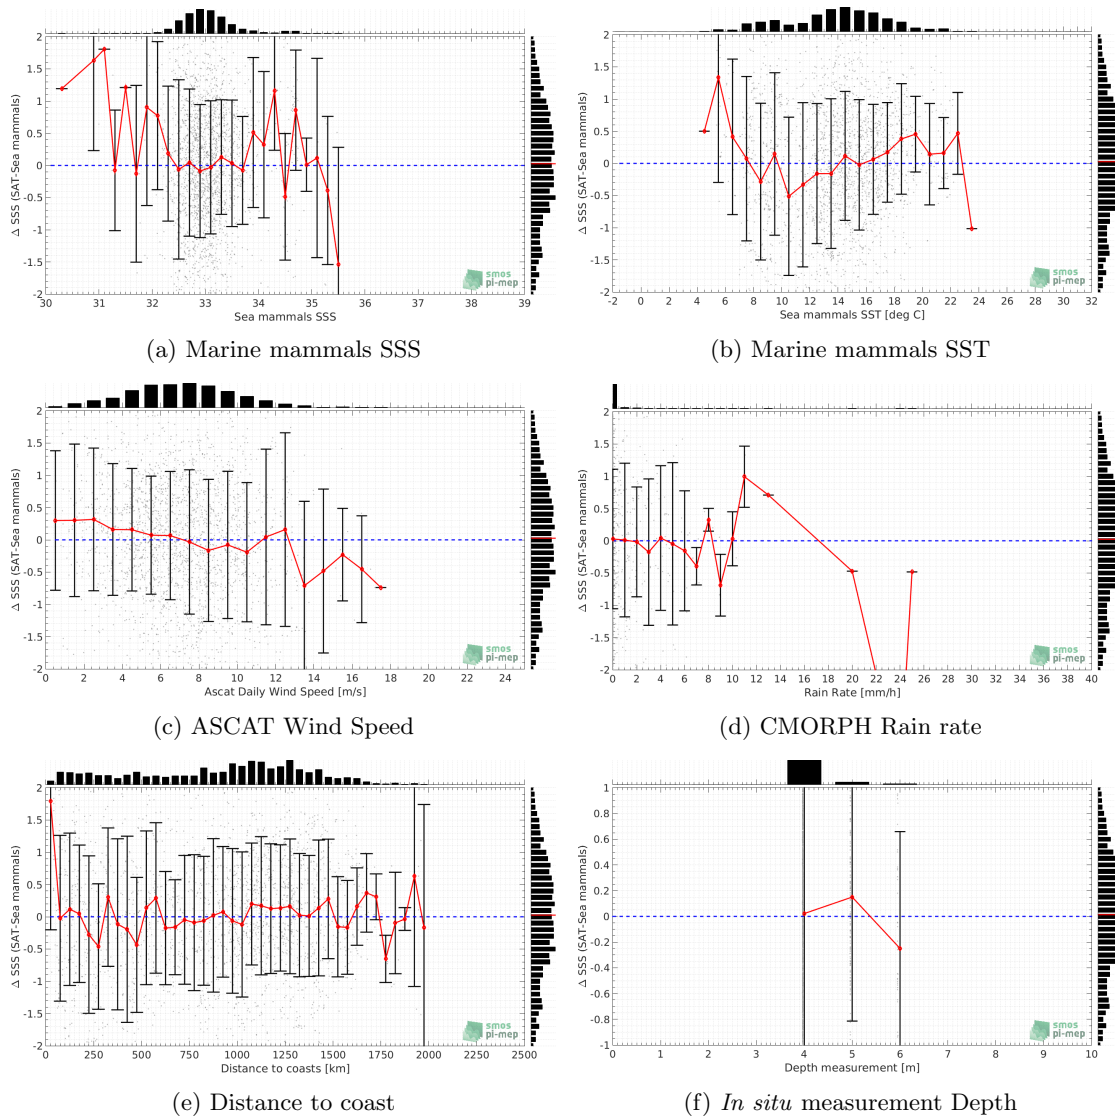 2
1.5
1
0.5
0
-0.5
-1
-1.5
-2
Δ SSS (SAT-Sea mammals)
30 31 32 33 34 35 36 37 38 39
Sea mammals SSS
smos
pi-mep
(a) Marine mammals SSS
2
1.5
1
0.5
0
-0.5
-1
-1.5
-2
Δ SSS (SAT-Sea mammals)
-2 0 2 4 6 8 10 12 14 16 18 20 22 24 26 28 30 32
Sea mammals SST [deg C]
smos
pi-mep
(b) Marine mammals SST
2
1.5
1
0.5
0
-0.5
-1
-1.5
-2
Δ SSS (SAT-Sea mammals)
0 2 4 6 8 10 12 14 16 18 20 22 24
Ascat Daily Wind Speed [m/s]
smos
pi-mep
(c) ASCAT Wind Speed
2
1.5
1
0.5
0
-0.5
-1
-1.5
-2
Δ SSS (SAT-Sea mammals)
0 2 4 6 8 10 12 14 16 18 20 22 24 26 28 30 32 34 36 38 40
Rain Rate [mm/h]
smos
pi-mep
(d) CMORPH Rain rate
2
1.5
1
0.5
0
-0.5
-1
-1.5
-2
Δ SSS (SAT-Sea mammals)
0 250 500 750 1000 1250 1500 1750 2000 2250 2500
Distance to coasts [km]
smos
pi-mep
(e) Distance to coast
1
0.8
0.6
0.4
0.2
0
-0.2
-0.4
-0.6
-0.8
-1
Δ SSS (SAT-Sea mammals)
0 1 2 3 4 5 6 7 8 9 10
Depth measurement [m]
smos
pi-mep
(f) In situ measurement Depth